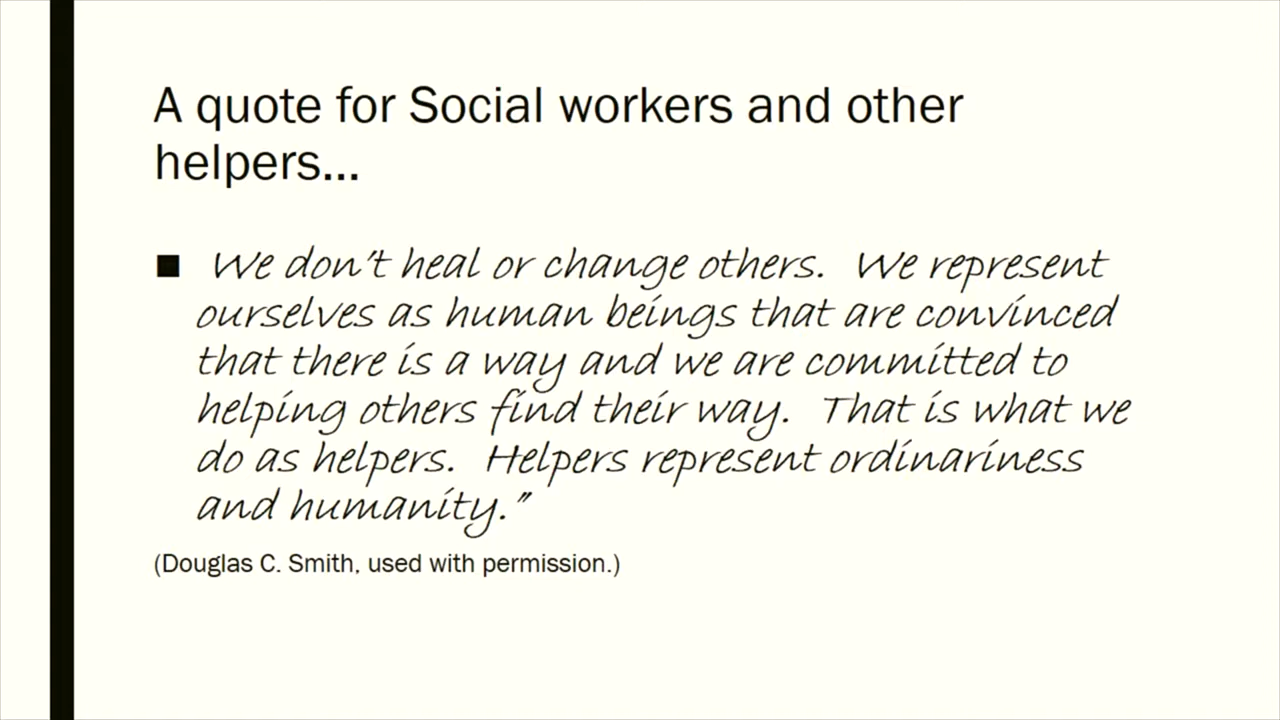 A quote for Social workers and other
helpers...
■ We don't heal or change others. We represent
ourselves as human beings that are convinced
that there is a way and we are committed to
helping others find their way. That is what we
do as helpers. Helpers represent ordinariness
and humanity."
(Douglas C. Smith, used with permission.)